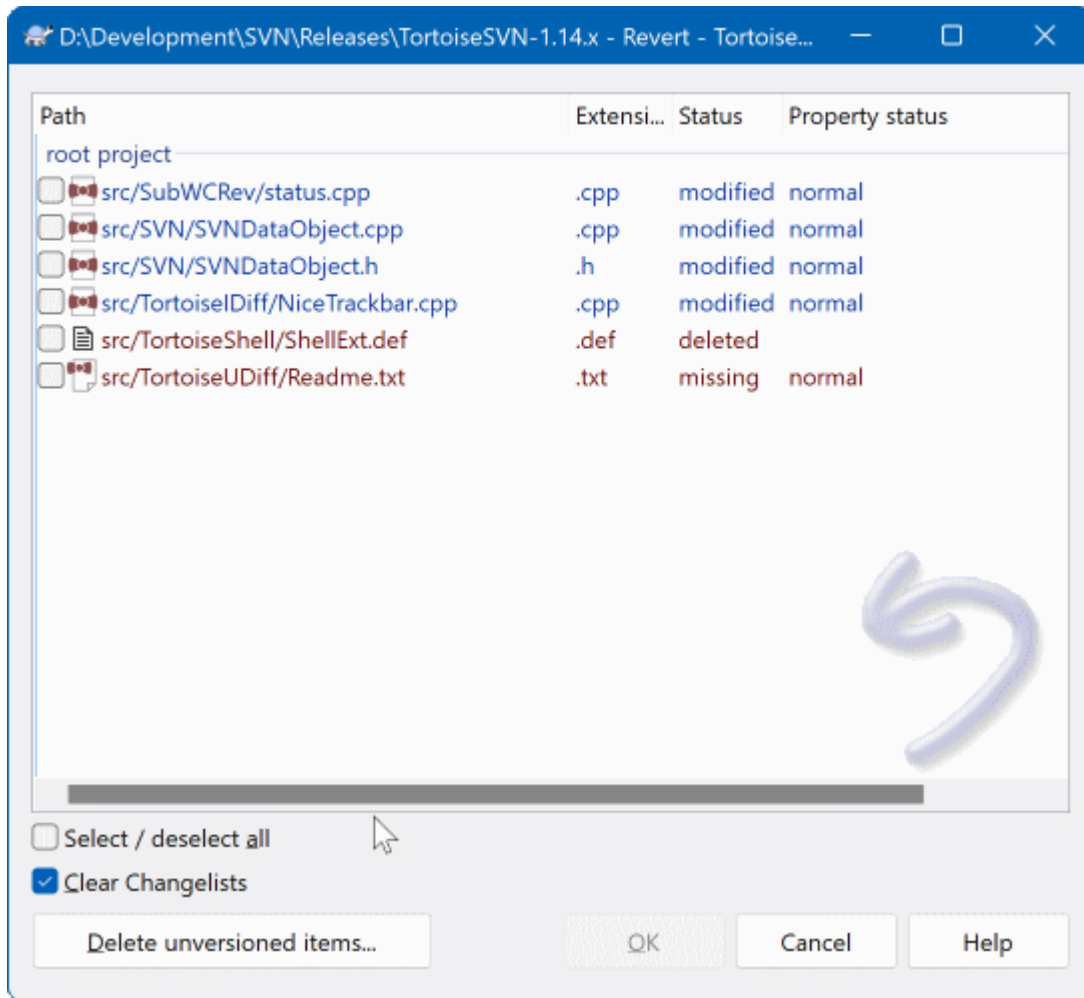 D:\Development\SVN\Releases\TortoiseSVN-1.14.x - Revert - Tortoise...
Path Extensi... Status Property status
root project
src/SubWCRev/status.cpp .cpp modified normal
src/SVN/SVNDataObject.cpp .cpp modified normal
src/SVN/SVNDataObject.h .h modified normal
src/TortoiseIDiff/NiceTrackbar.cpp .cpp modified normal
src/TortoiseShell/ShellExt.def .def deleted
src/TortoiseUDiff/Readme.txt .txt missing normal
Select / deselect all
Clear Changelists
Delete unversioned items... OK Cancel Help